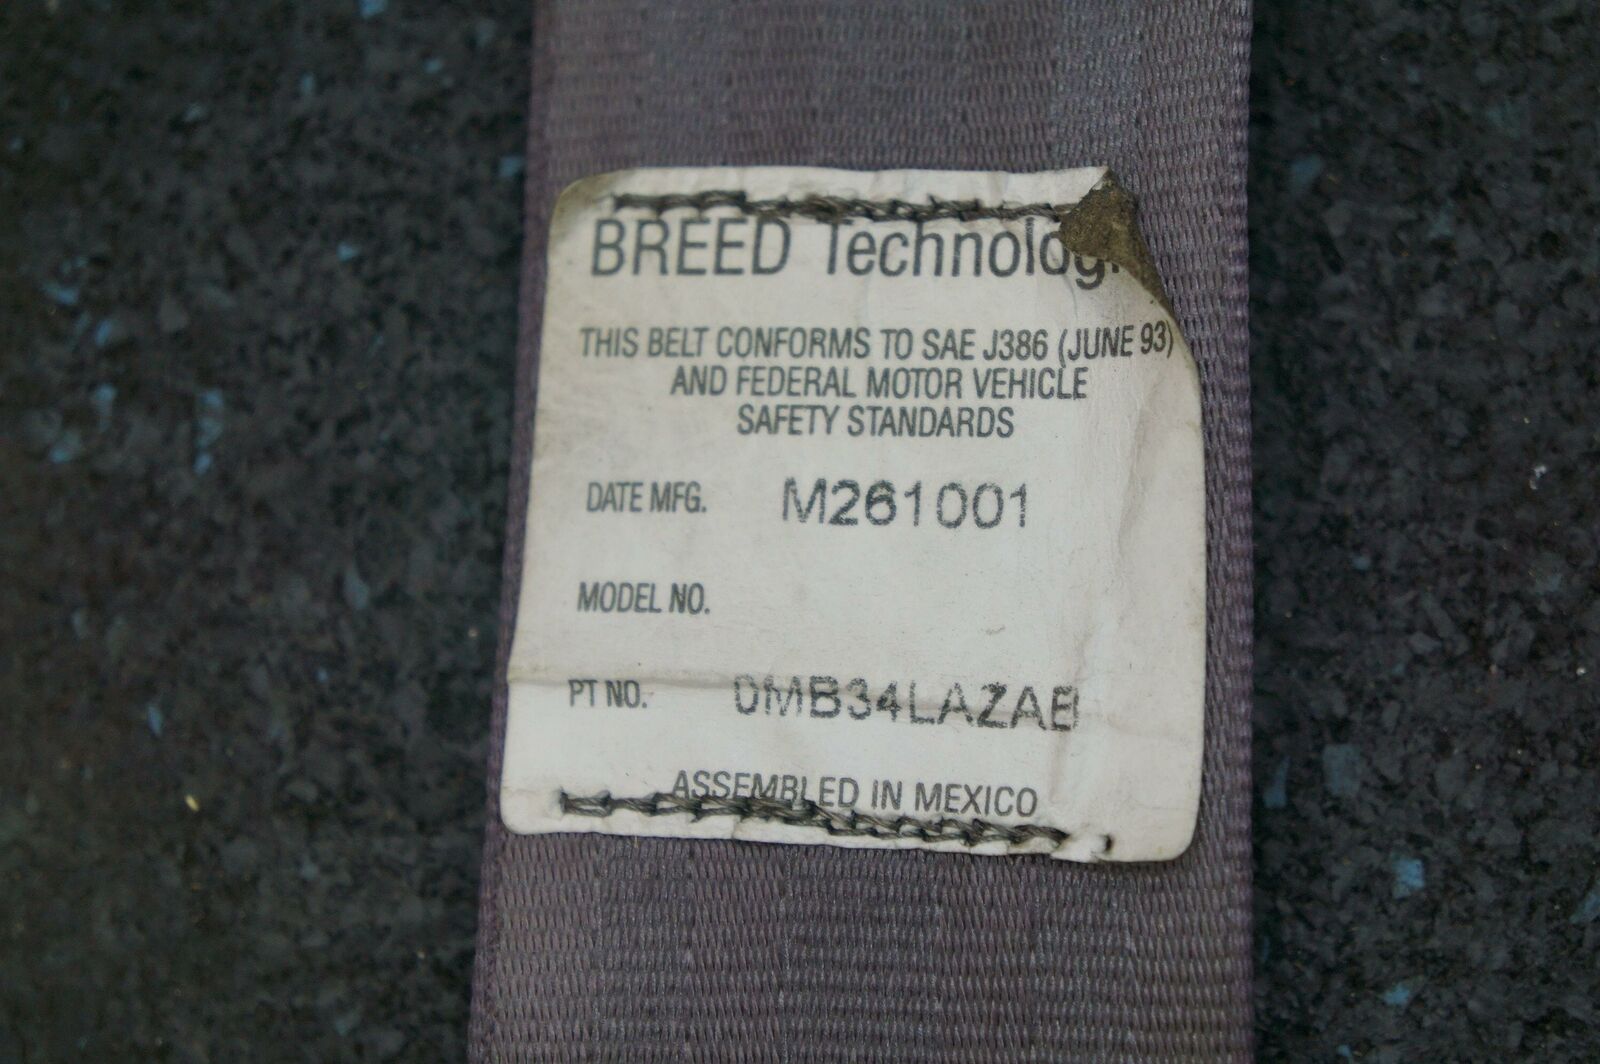 BREED Technologi
THIS BELT CONFORMS TO SAE J386 (JUNE 93)
AND FEDERAL MOTOR VEHICLE
SAFETY STANDARDS
DATE MFG. M261001
MODEL NO.
PT NO. 0MB34LAZAB
ASSEMBLED IN MEXICO